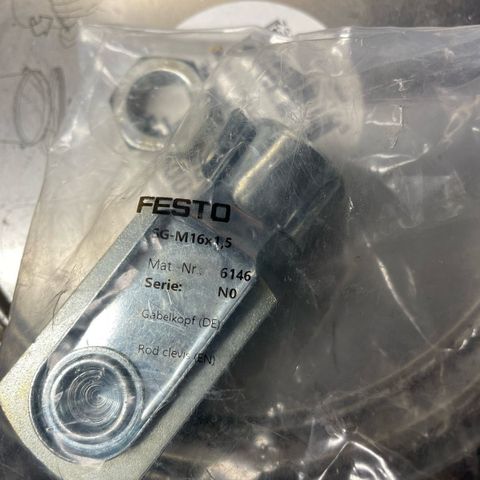 FESTO
SG-M16x1,5
Mat.-Nr.: 6146
Serie: N0
Gabelkopf (DE)
Rod clevis (EN)